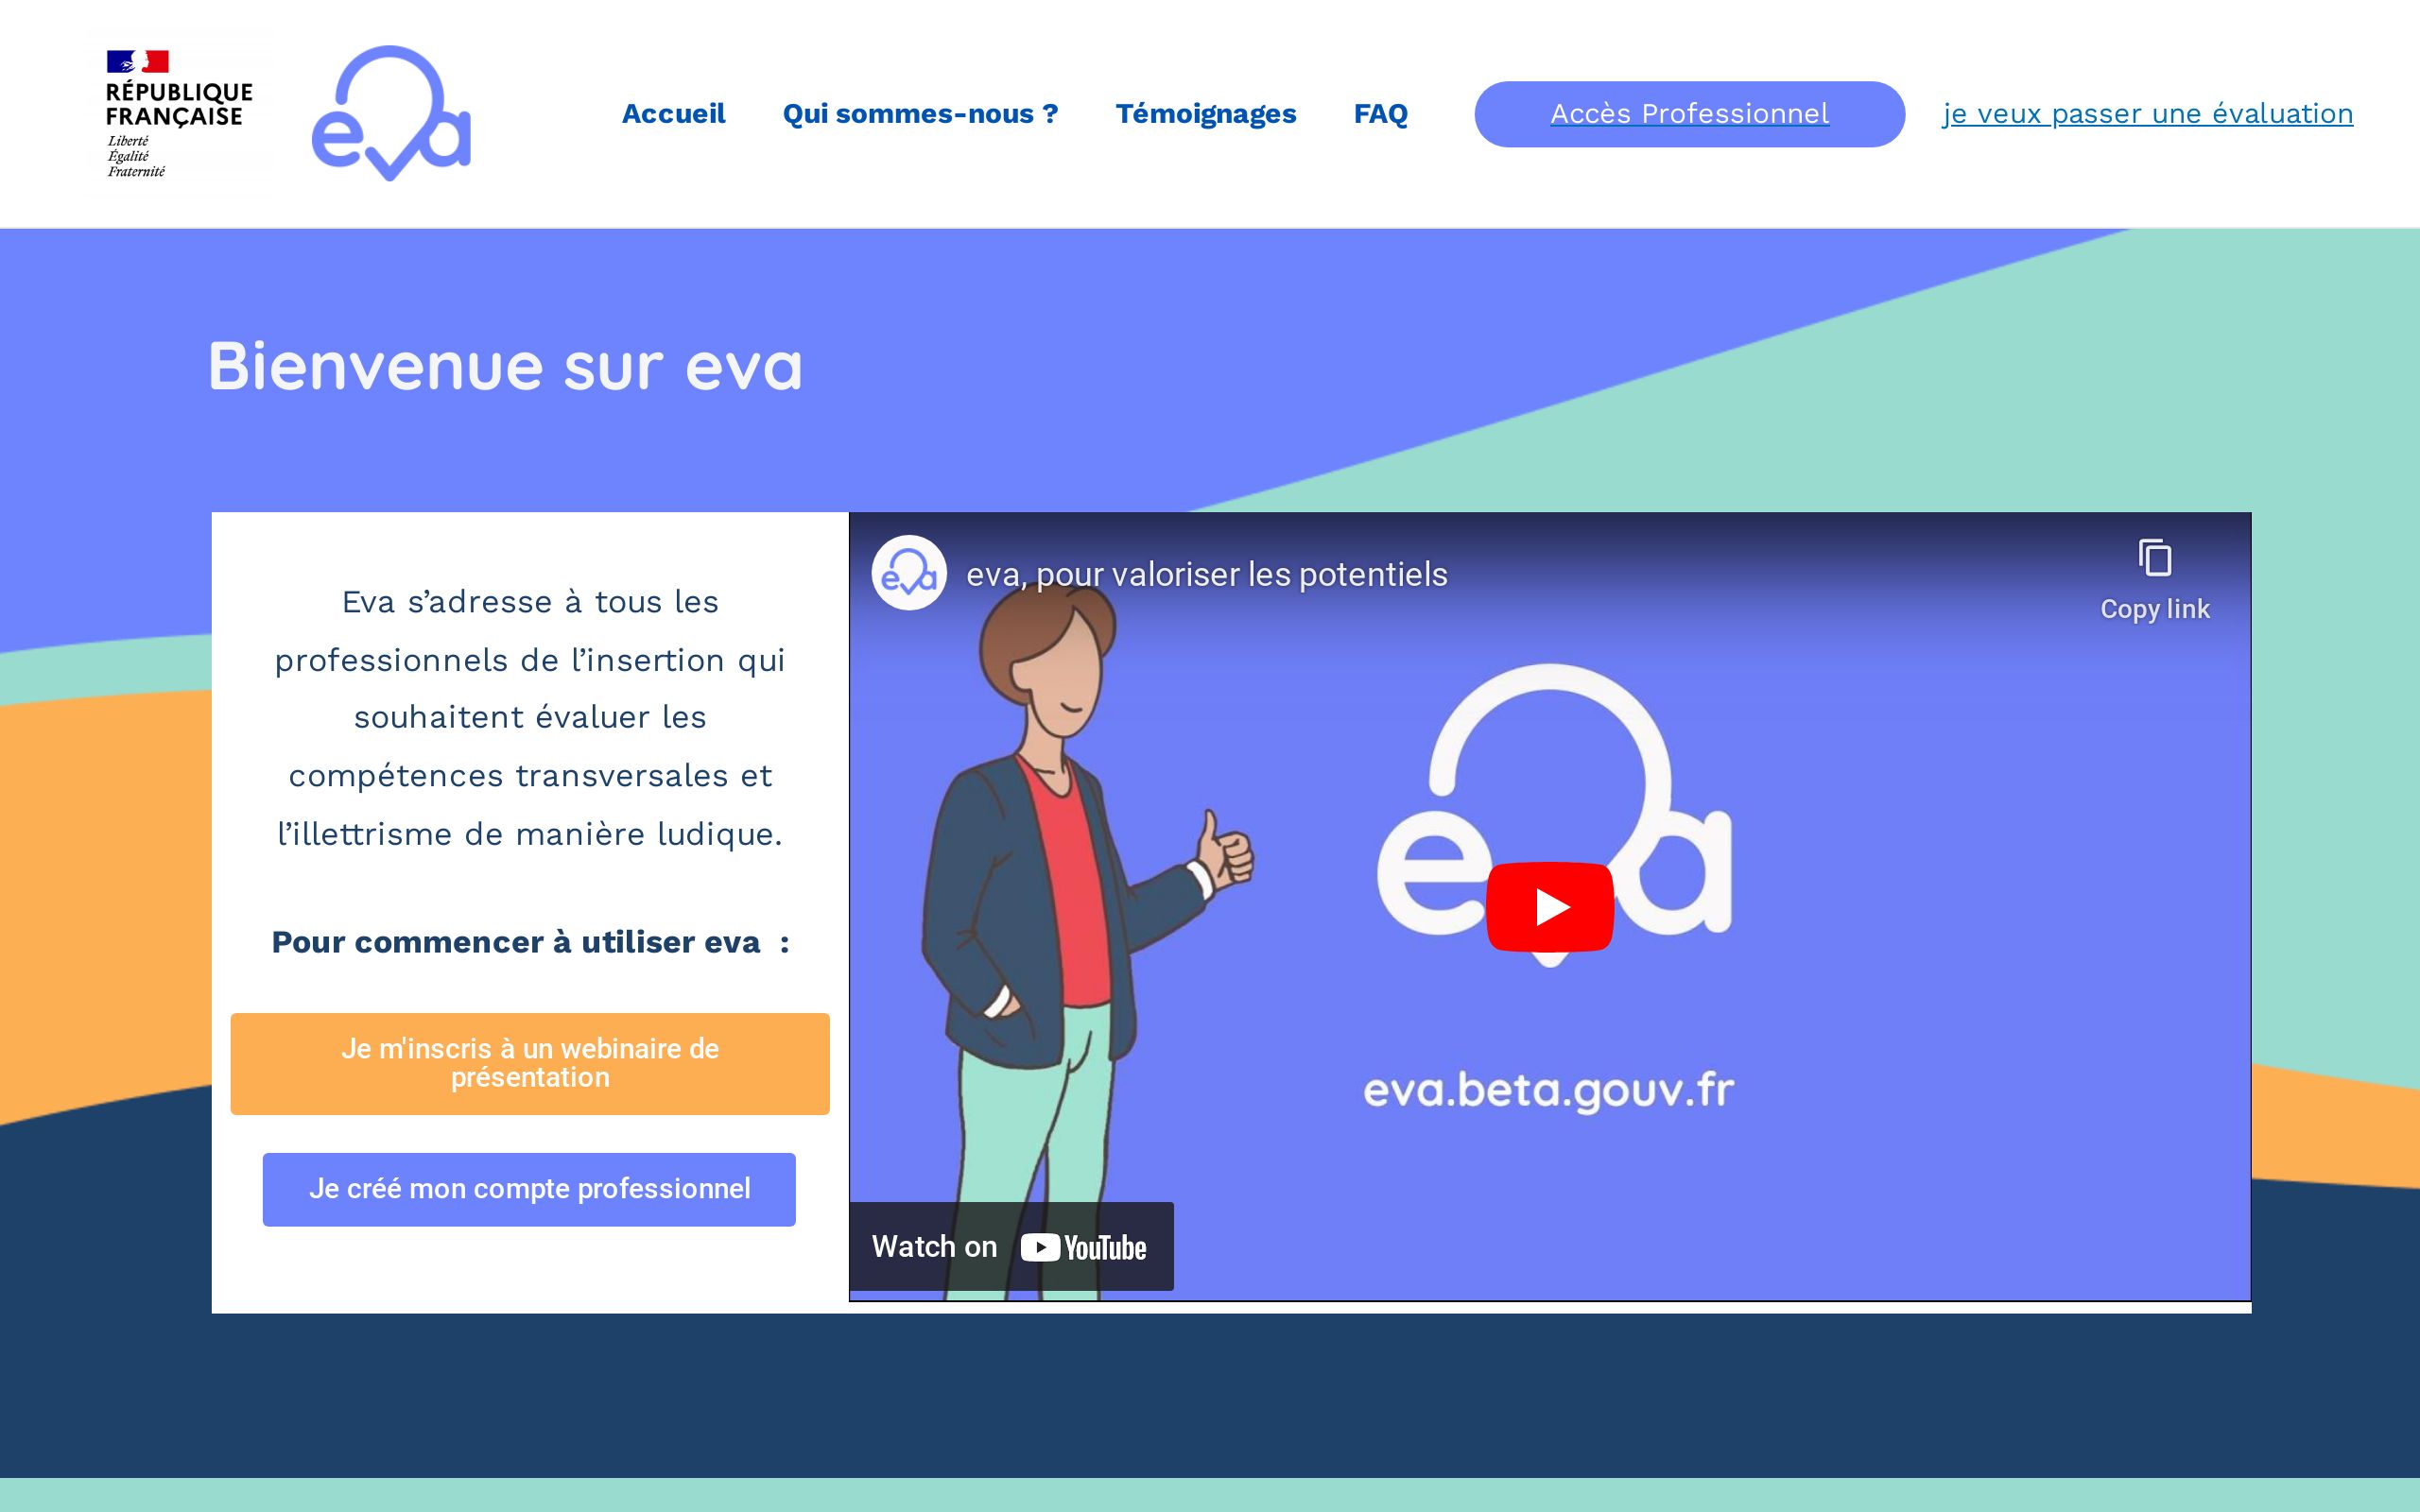 RÉPUBLIQUE
FRANÇAISE
Liberté
Égalité
Fraternité
eva
Accueil
Qui sommes-nous ?
Témoignages
FAQ
Accès Professionnel
je veux passer une évaluation
Bienvenue sur eva
Eva s’adresse à tous les
professionnels de l’insertion qui
souhaitent évaluer les
compétences transversales et
l’illettrisme de manière ludique.
Pour commencer à utiliser eva :
Je m'inscris à un webinaire de
présentation
Je créé mon compte professionnel
eva
eva, pour valoriser les potentiels
Copy link
eva
eva.beta.gouv.fr
Watch on YouTube